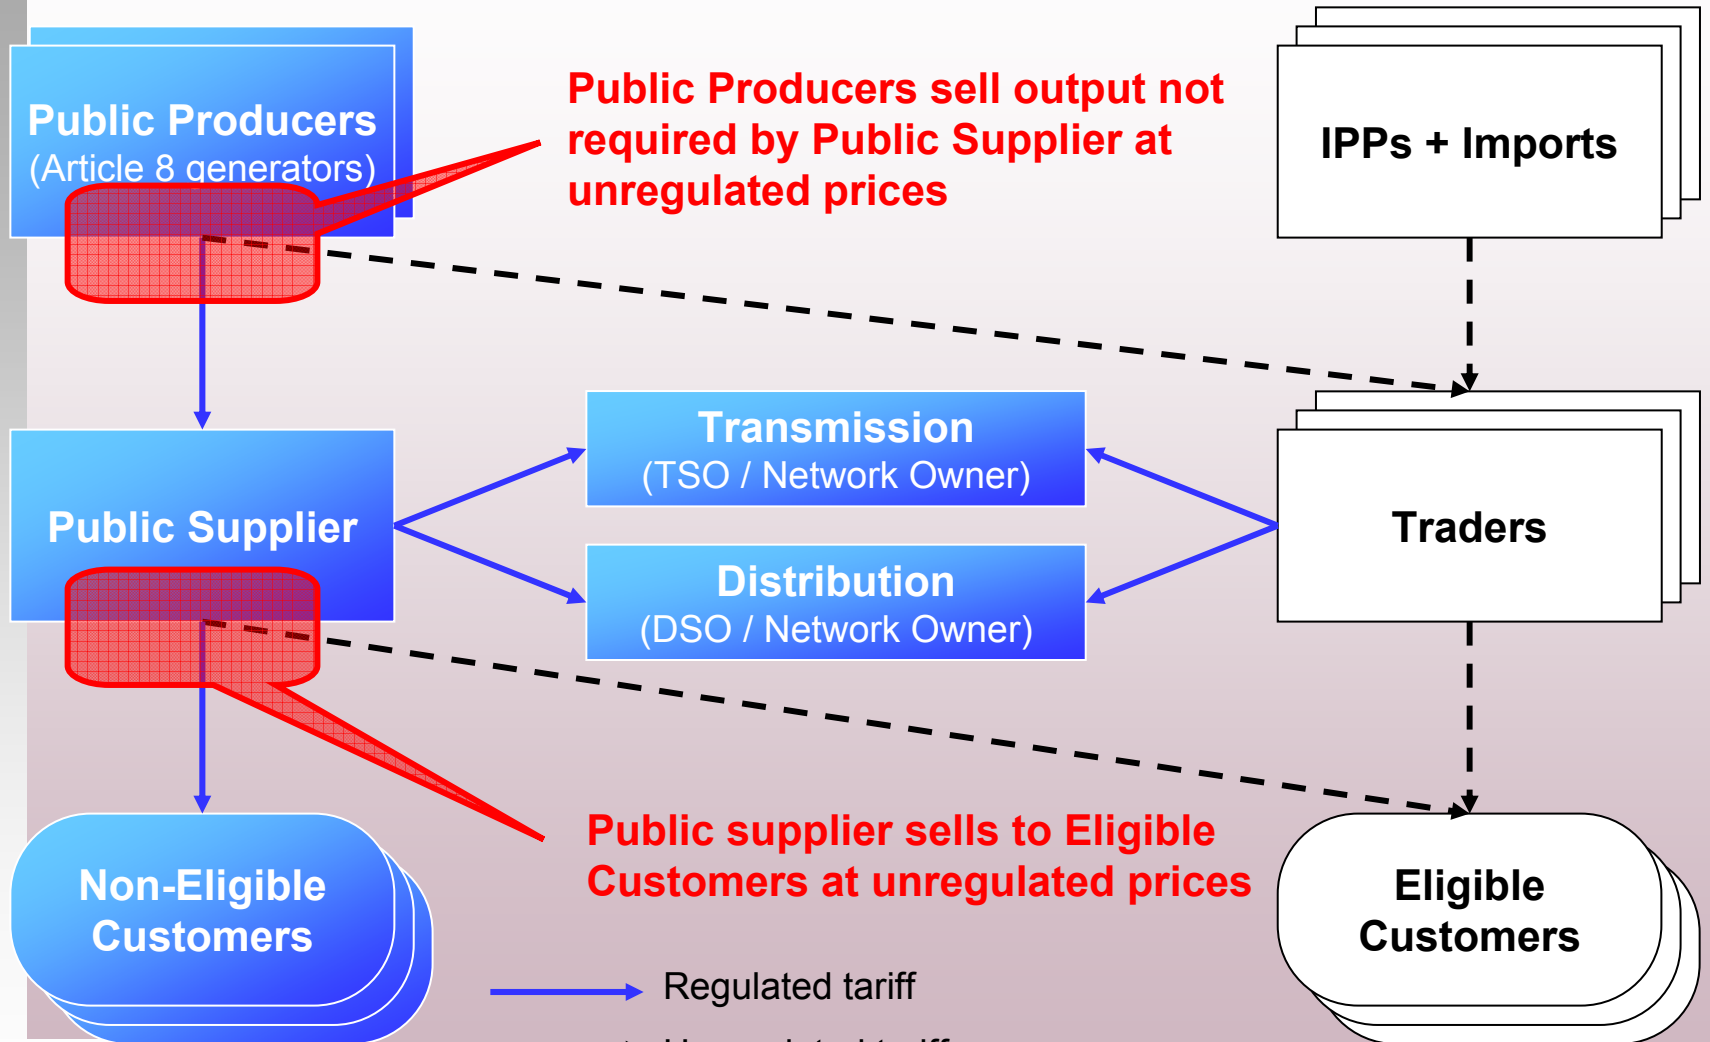 Public Producers
(Article 8 generators)
Public Producers sell output not
required by Public Supplier at
unregulated prices
IPPs + Imports
Transmission
(TSO / Network Owner)
Public Supplier
Traders
Distribution
(DSO / Network Owner)
Public supplier sells to Eligible
Customers at unregulated prices
Non-Eligible
Customers
Eligible
Customers
Regulated tariff